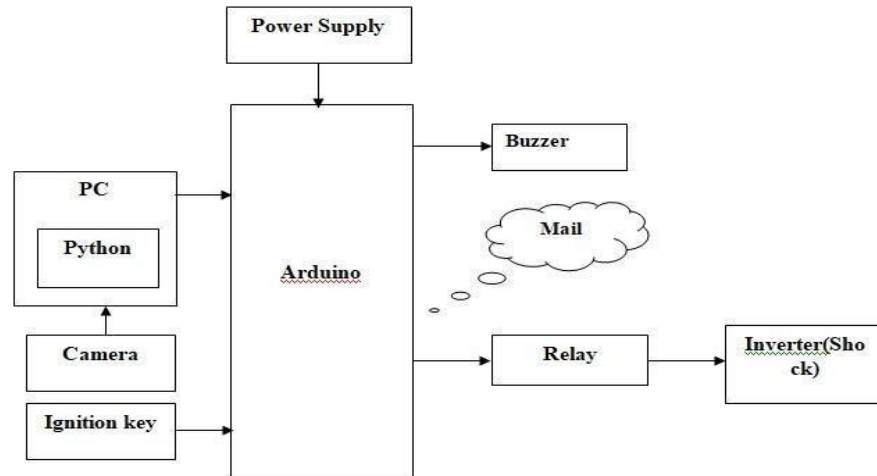 Power Supply
Buzzer
PC
Python
Mail
Arduino
Camera
Relay
Inverter(Sho
ck)
Ignition key